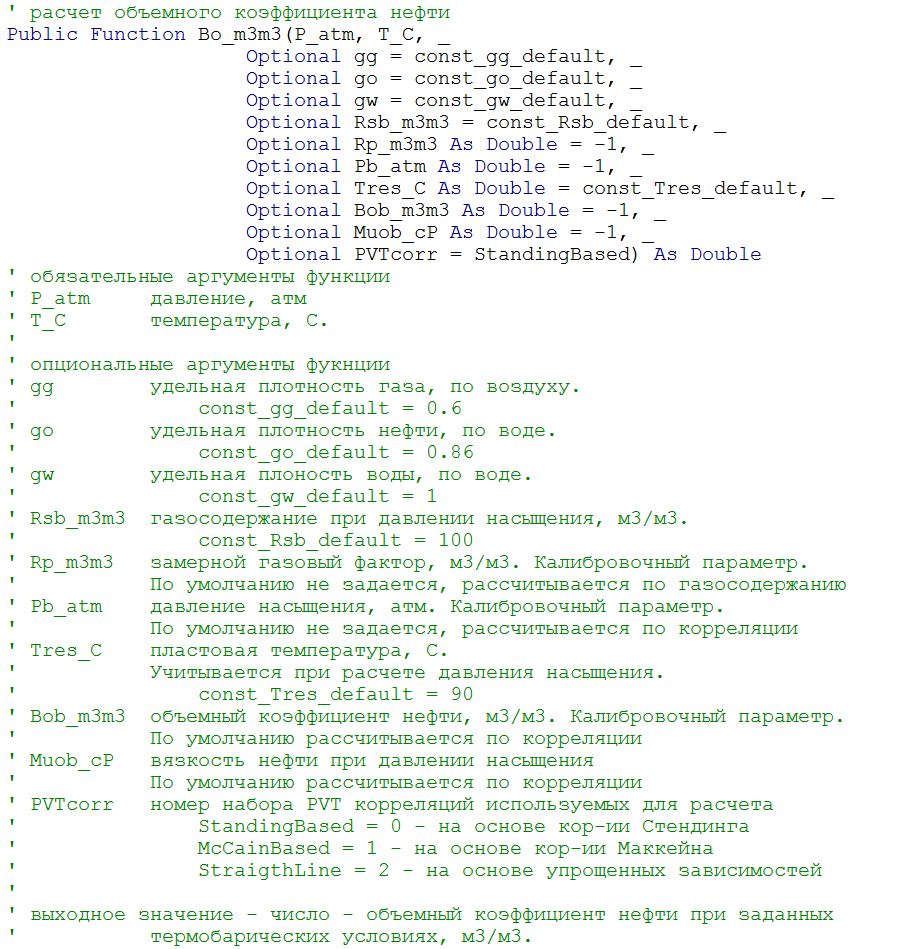 ' расчет объемного коэффициента нефти
Public Function Bo_m3m3(P_atm, T_C, _
Optional gg = const_gg_default, _
Optional go = const_go_default, _
Optional gw = const_gw_default, _
Optional Rsb_m3m3 = const_Rsb_default, _
Optional Rp_m3m3 As Double = -1, _
Optional Pb_atm As Double = -1, _
Optional Tres_C As Double = const_Tres_default, _
Optional Bob_m3m3 As Double = -1, _
Optional Muob_cP As Double = -1, _
Optional PVTcorr = StandingBased) As Double
' обязательные аргументы функции
' P_atm     давление, атм
' T_C       температура, С.
'
' опциональные аргументы фукнции
' gg        удельная плотность газа, по воздуху.
'               const_gg_default = 0.6
' go        удельная плотность нефти, по воде.
'               const_go_default = 0.86
' gw        удельная плоность воды, по воде.
'               const_gw_default = 1
' Rsb_m3m3  газосодержание при давлении насыщения, м3/м3.
'               const_Rsb_default = 100
' Rp_m3m3   замерной газовый фактор, м3/м3. Калибровочный параметр.
'           По умолчанию не задается, рассчитывается по газосодержанию
' Pb_atm    давление насыщения, атм. Калибровочный параметр.
'           По умолчанию не задается, рассчитывается по корреляции
' Tres_C    пластовая температура, С.
'           Учитывается при расчете давления насыщения.
'               const_Tres_default = 90
' Bob_m3m3  объемный коэффициент нефти, м3/м3. Калибровочный параметр.
'           По умолчанию рассчитывается по корреляции
' Muob_cP   вязкость нефти при давлении насыщения
'           По умолчанию рассчитывается по корреляции
' PVTcorr   номер набора PVT корреляций используемых для расчета
'               StandingBased = 0 - на основе кор-ии Стендинга
'               McCainBased = 1 - на основе кор-ии Маккейна
'               StraigthLine = 2 - на основе упрощенных зависимостей
'
' выходное значение - число - объемный коэффициент нефти при заданных
'           термобарических условиях, м3/м3.